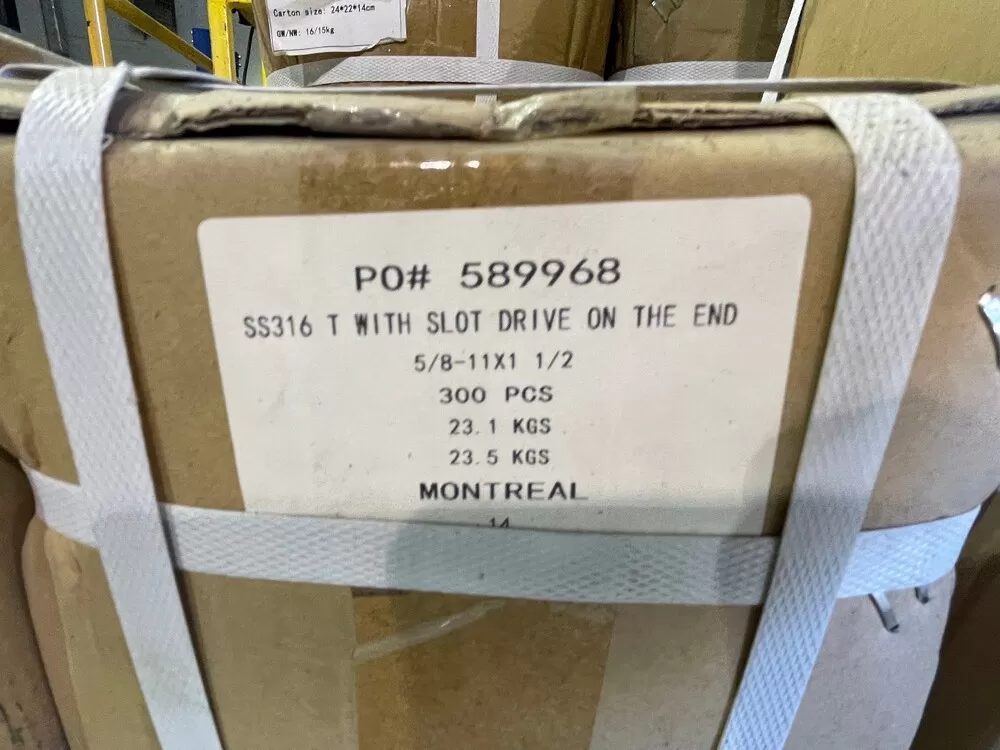 Carton size: 24*22*14cm
GW/NW: 16/15kg
PO# 589968
SS316 T WITH SLOT DRIVE ON THE END
5/8-11X1 1/2
300 PCS
23.1 KGS
23.5 KGS
MONTREAL
14